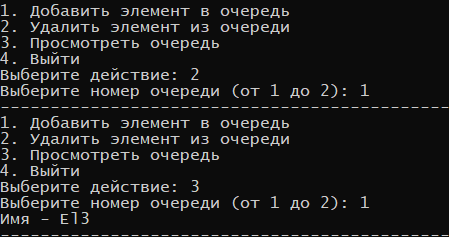 1. Добавить элемент в очередь
2. Удалить элемент из очереди
3. Просмотреть очередь
4. Выйти
Выберите действие: 2
Выберите номер очереди (от 1 до 2): 1
--------------------------------------------------
1. Добавить элемент в очередь
2. Удалить элемент из очереди
3. Просмотреть очередь
4. Выйти
Выберите действие: 3
Выберите номер очереди (от 1 до 2): 1
Имя - El3
--------------------------------------------------